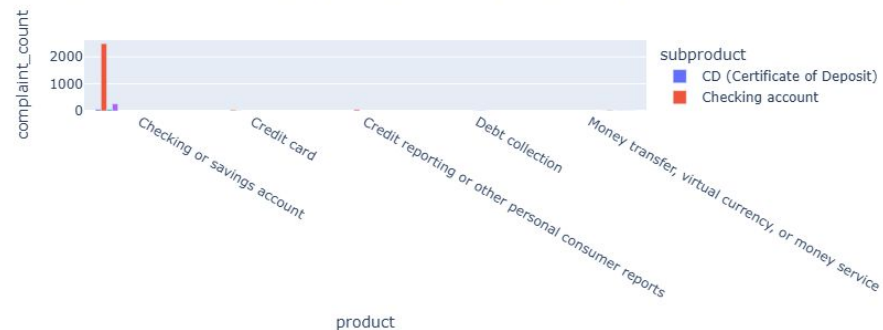 complaint_count
2000
1000
0
subproduct
CD (Certificate of Deposit)
Checking account
Checking or savings account
Credit card
Credit reporting or other personal consumer reports
Debt collection
Money transfer, virtual currency, or money service
product